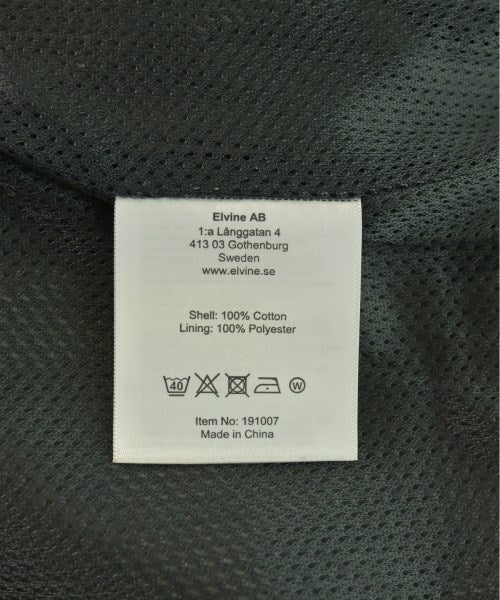 Elvine AB
1:a Långgatan 4
413 03 Gothenburg
Sweden
www.elvine.se
Shell: 100% Cotton
Lining: 100% Polyester
40
W
Item No: 191007
Made in China